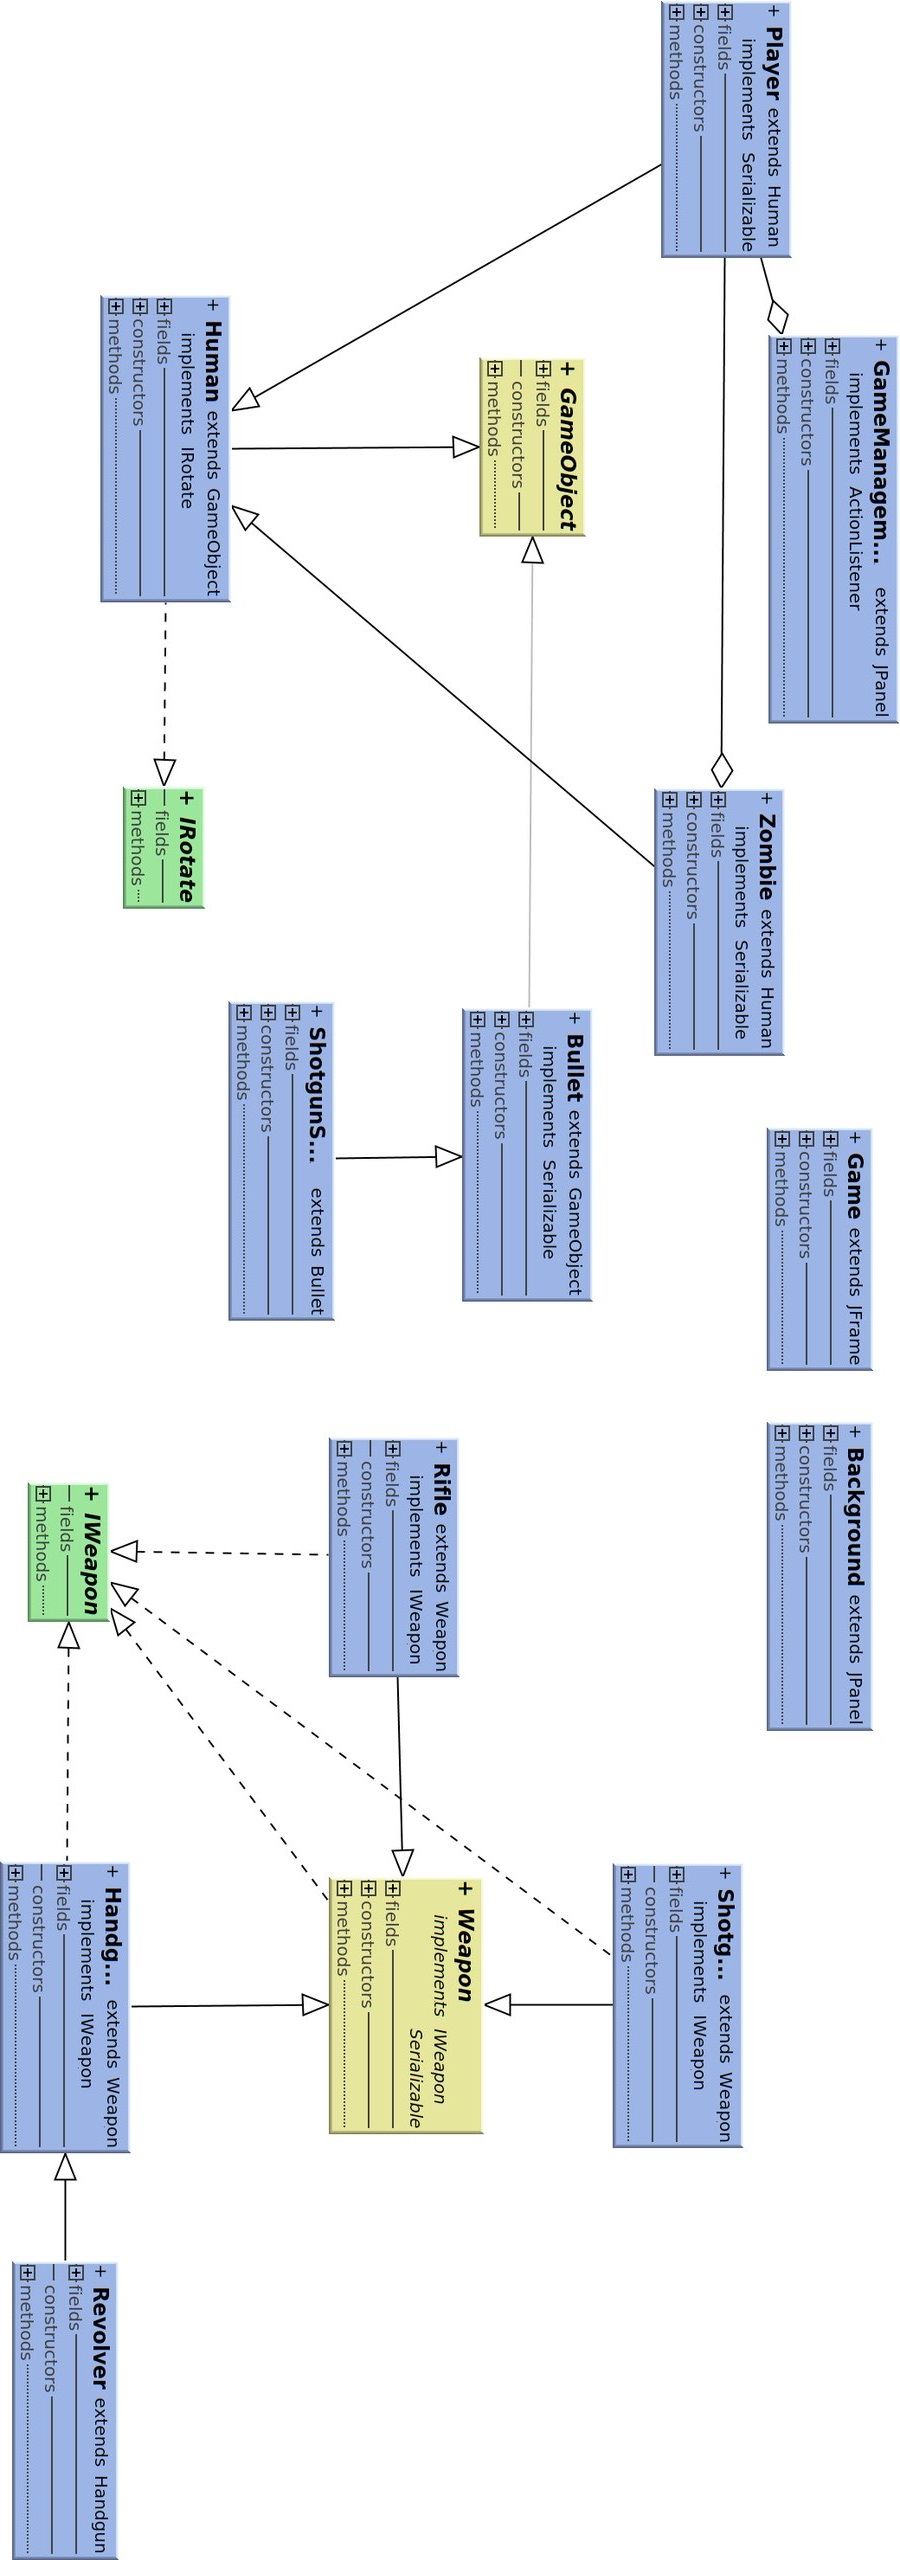 + Player extends Human
implements Serializable
fields
constructors
methods
+ GameManagem... extends JPanel
implements ActionListener
fields
constructors
methods
+ Zombie extends Human
implements Serializable
fields
constructors
methods
+ Game extends JFrame
fields
constructors
methods
+ Background extends JPanel
fields
constructors
methods
+ GameObject
fields
constructors
methods
+ Human extends GameObject
implements IRotate
fields
constructors
methods
+ IRotate
fields
methods
+ Bullet extends GameObject
implements Serializable
fields
constructors
methods
+ ShotgunS... extends Bullet
fields
constructors
methods
+ Rifle extends Weapon
implements IWeapon
fields
constructors
methods
+ Shotg... extends Weapon
implements IWeapon
fields
constructors
methods
+ Weapon
implements IWeapon
Serializable
fields
constructors
methods
+ IWeapon
fields
methods
+ Handg... extends Weapon
implements IWeapon
fields
constructors
methods
+ Revolver extends Handgun
fields
constructors
methods